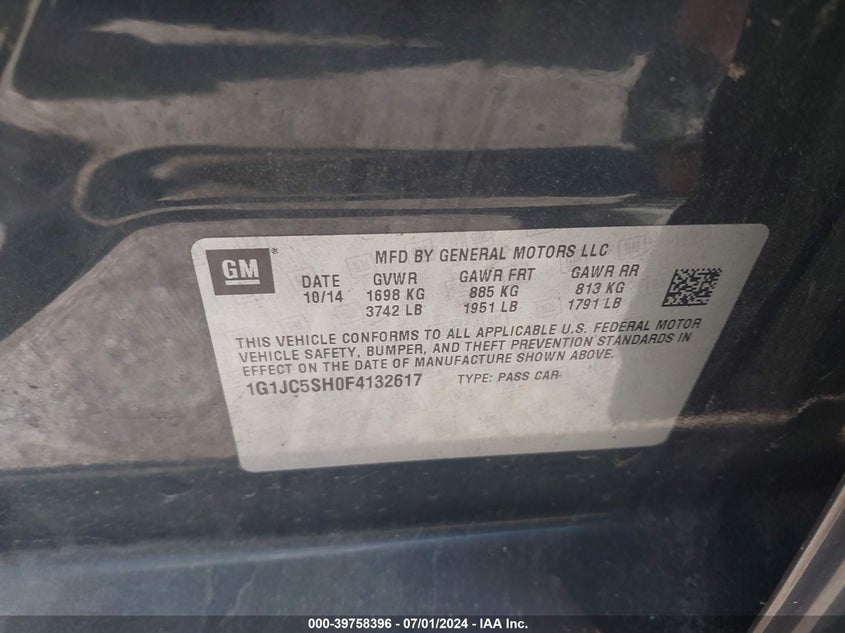 GM®
MFD BY GENERAL MOTORS LLC
DATE GVWR GAWR FRT GAWR RR
10/14 1698 KG 885 KG 813 KG
3742 LB 1951 LB 1791 LB
THIS VEHICLE CONFORMS TO ALL APPLICABLE U.S. FEDERAL MOTOR
VEHICLE SAFETY, BUMPER, AND THEFT PREVENTION STANDARDS IN
EFFECT ON THE DATE OF MANUFACTURE SHOWN ABOVE.
1G1JC5SH0F4132617 TYPE: PASS CAR
000-39758396 - 07/01/2024 - IAA Inc.